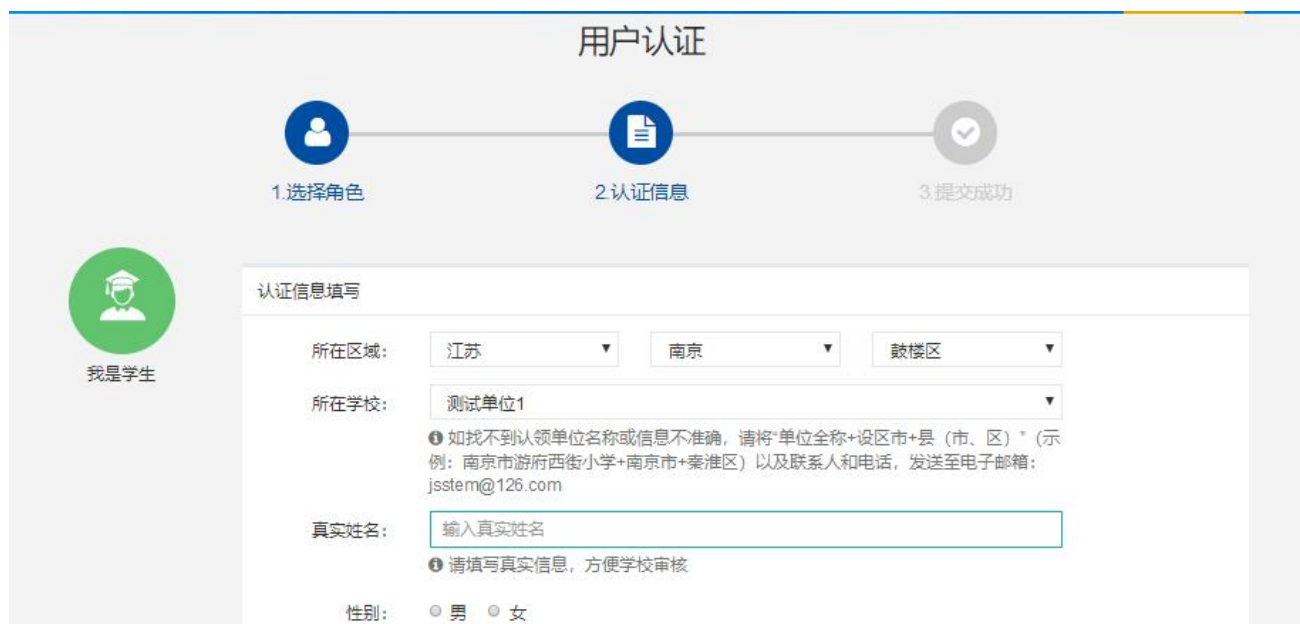 用户认证
1.选择角色
2.认证信息
3.提交成功
我是学生
认证信息填写
所在区域: 江苏 南京 鼓楼区
所在学校: 测试单位1
如找不到认领单位名称或信息不准确，请将“单位全称+设区市+县（市、区）”（示
例：南京市游府西街小学+南京市+秦淮区）以及联系人和电话，发送至电子邮箱：
jsstem@126.com
真实姓名: 输入真实姓名
请填写真实信息，方便学校审核
性别: 男 女